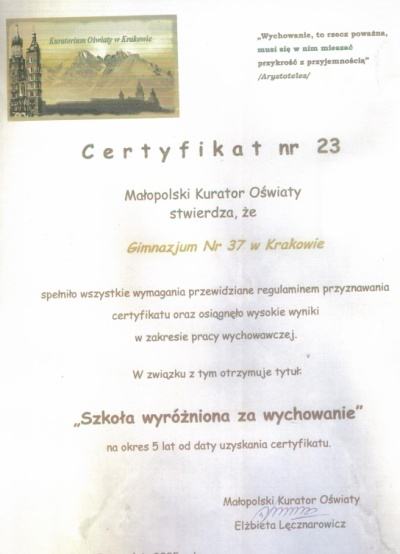 Kuratorium Oświaty w Krakowie
„Wychowanie, to rzecz poważna,
musi się w nim mieszać
przykrość z przyjemnością"
/Arystoteles/
Certyfikat nr 23
Małopolski Kurator Oświaty
stwierdza, że
Gimnazjum Nr 37 w Krakowie
spełniło wszystkie wymagania przewidziane regulaminem przyznawania
certyfikatu oraz osiągnęło wysokie wyniki
w zakresie pracy wychowawczej.
W związku z tym otrzymuje tytuł:
„Szkoła wyróżniona za wychowanie"
na okres 5 lat od daty uzyskania certyfikatu.
Małopolski Kurator Oświaty
Elżbieta Lęcznarowicz